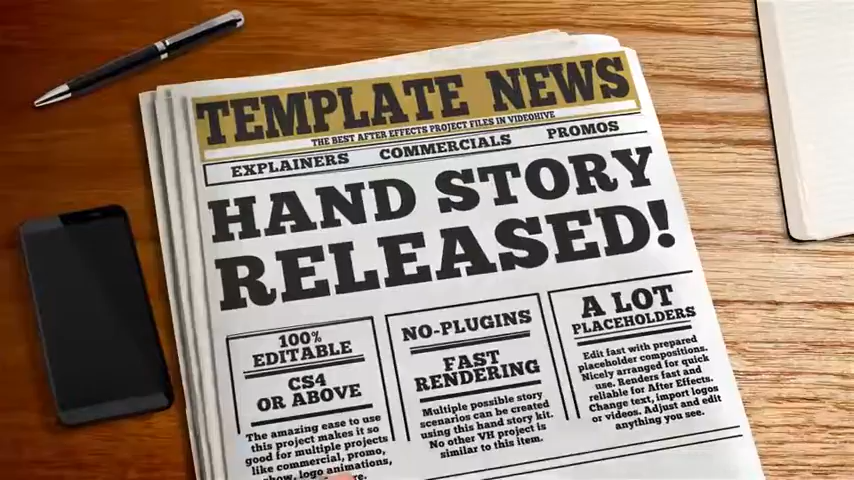 TEMPLATE NEWS
THE BEST AFTER EFFECTS PROJECT FILES IN VIDEOHIVE
EXPLAINERS COMMERCIALS PROMOS
HAND STORY
RELEASED!
100%
EDITABLE
CS4
OR ABOVE
The amazing ease to use
this project makes it so
good for multiple projects
like commercial, promo,
show, logo animations,
NO-PLUGINS
FAST
RENDERING
Multiple possible story
scenarios can be created
using this hand story kit.
No other VH project is
similar to this item.
A LOT
PLACEHOLDERS
Edit fast with prepared
placeholder compositions.
Nicely arranged for quick
use. Renders fast and
reliable for After Effects.
Change text, import logos
or videos. Adjust and edit
anything you see.